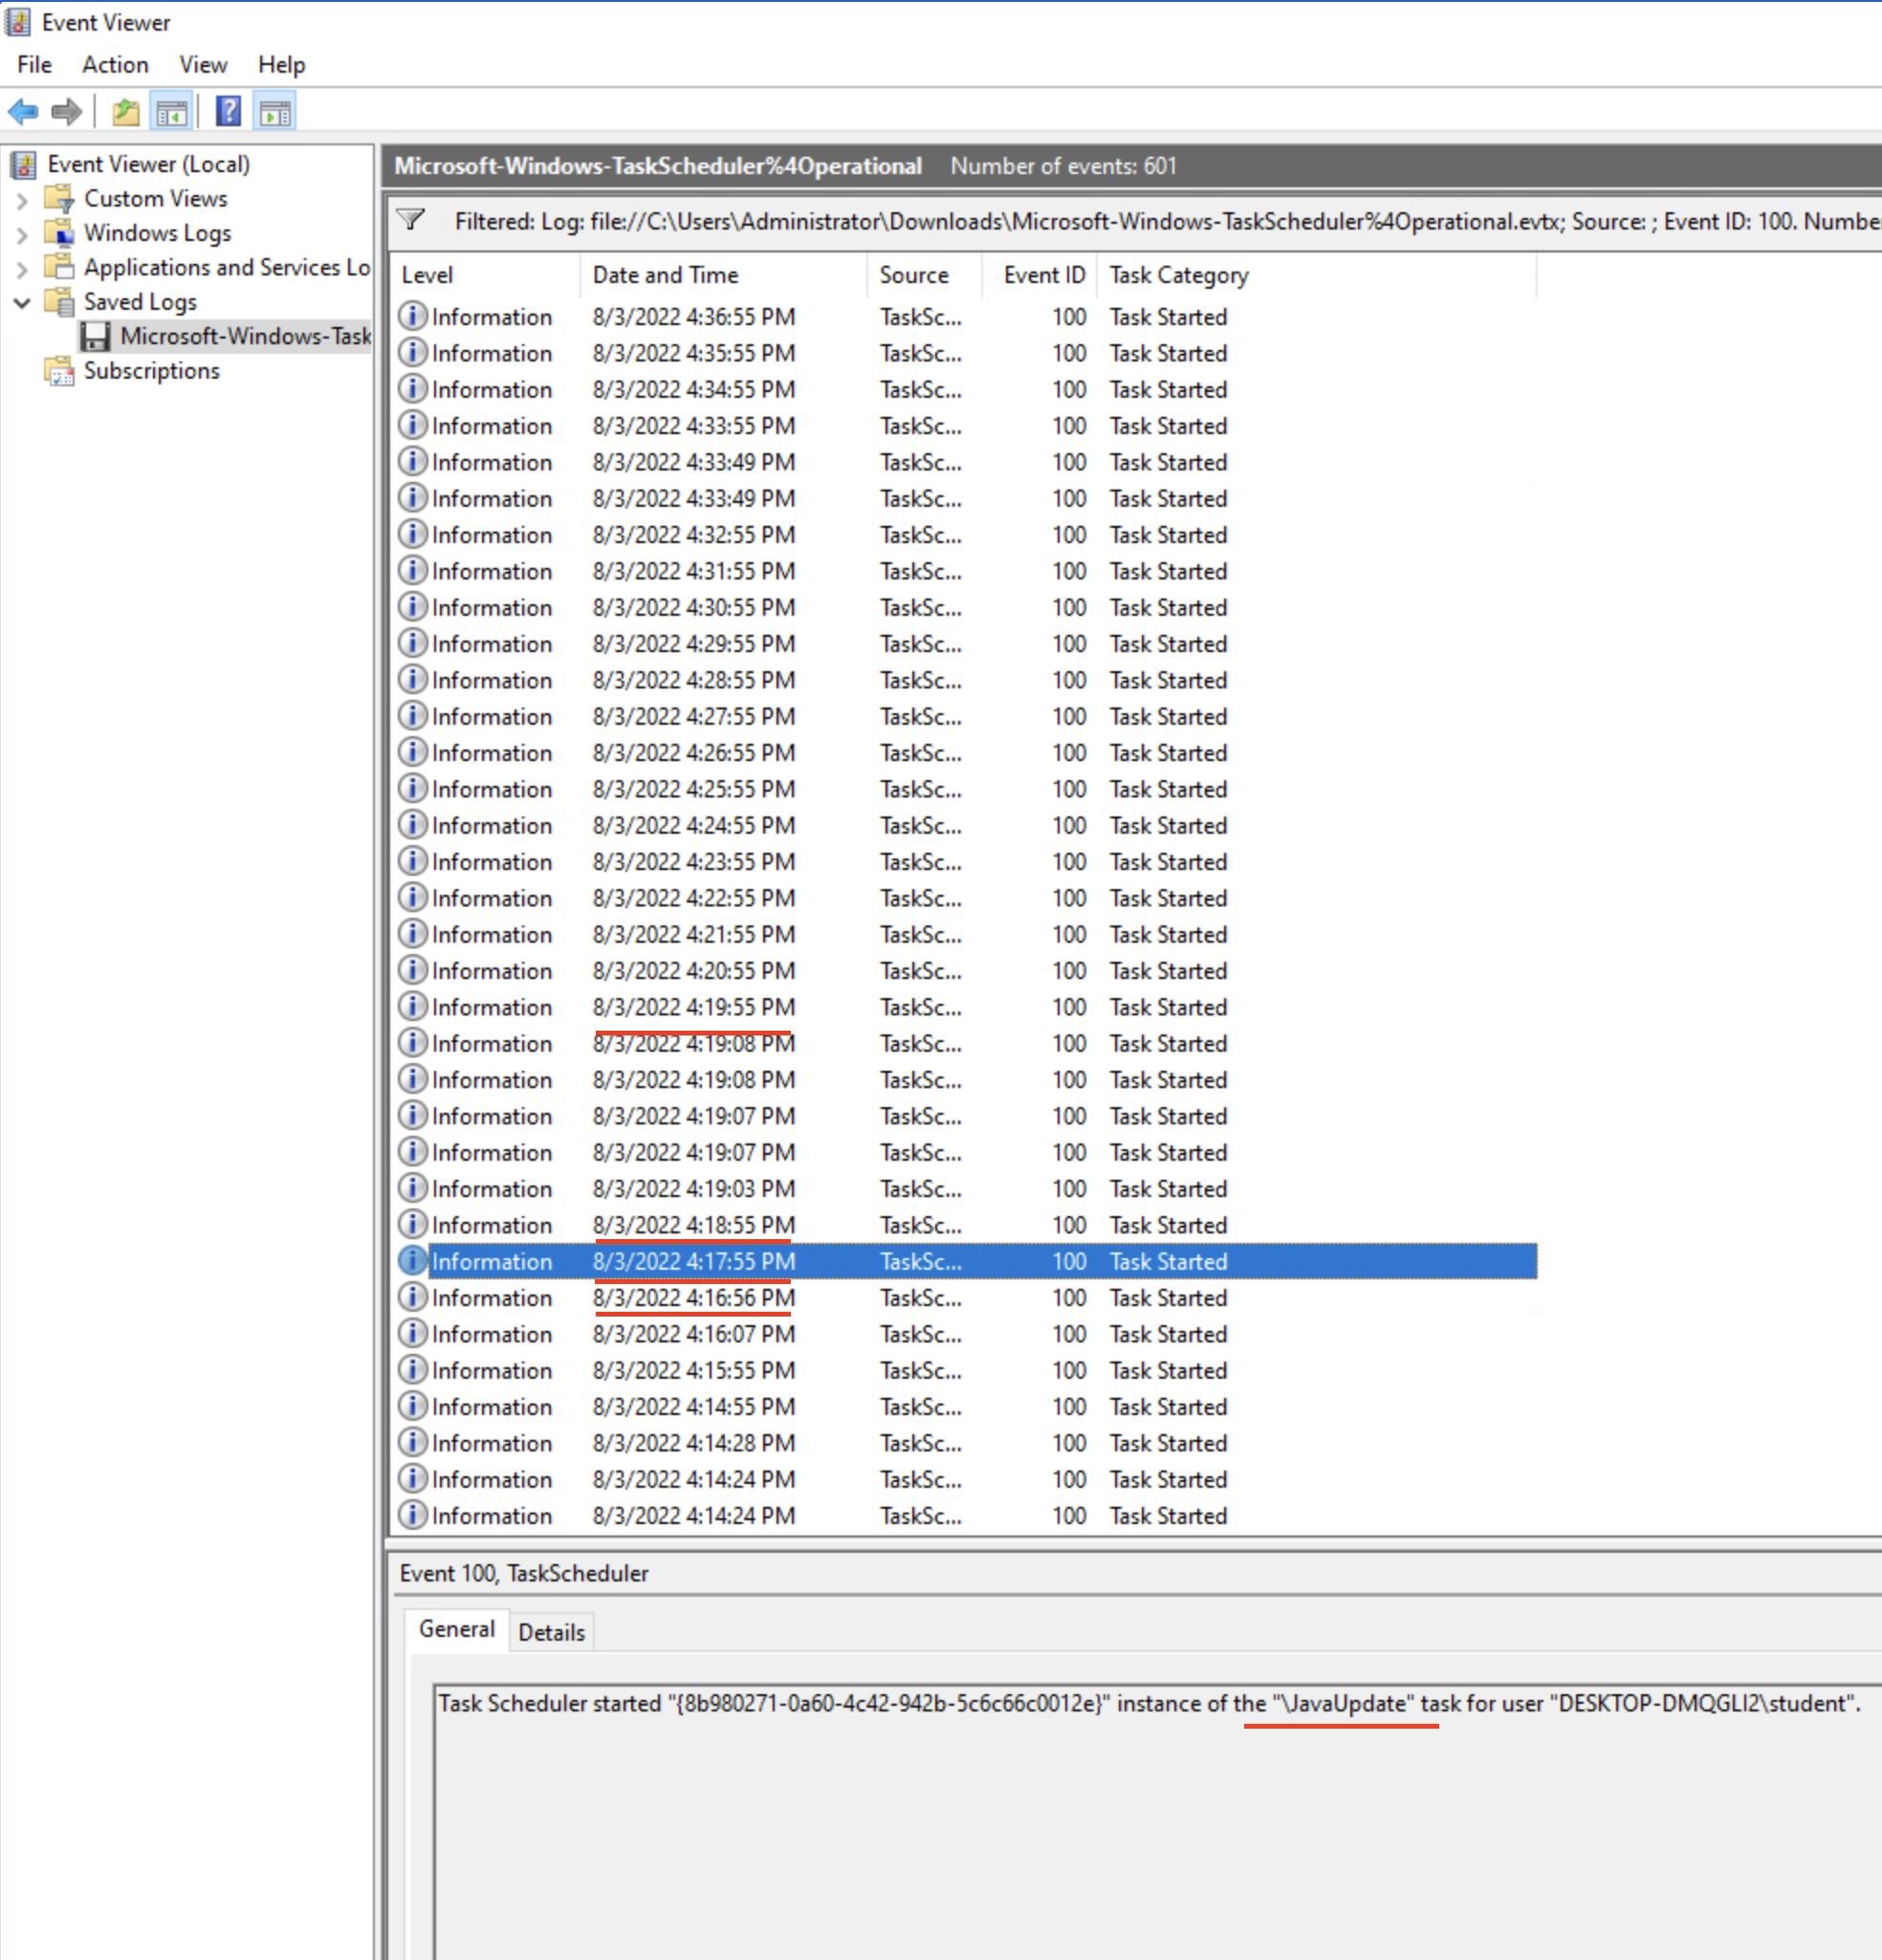 Event Viewer
File Action View Help
Event Viewer (Local)
Custom Views
Windows Logs
Applications and Services Lo
Saved Logs
Microsoft-Windows-Task
Subscriptions
Microsoft-Windows-TaskScheduler%4Operational Number of events: 601
Filtered: Log: file://C:\Users\Administrator\Downloads\Microsoft-Windows-TaskScheduler%4Operational.evtx; Source: ; Event ID: 100. Number
Level Date and Time Source Event ID Task Category
Information 8/3/2022 4:36:55 PM TaskSc... 100 Task Started
Information 8/3/2022 4:35:55 PM TaskSc... 100 Task Started
Information 8/3/2022 4:34:55 PM TaskSc... 100 Task Started
Information 8/3/2022 4:33:55 PM TaskSc... 100 Task Started
Information 8/3/2022 4:33:49 PM TaskSc... 100 Task Started
Information 8/3/2022 4:33:49 PM TaskSc... 100 Task Started
Information 8/3/2022 4:32:55 PM TaskSc... 100 Task Started
Information 8/3/2022 4:31:55 PM TaskSc... 100 Task Started
Information 8/3/2022 4:30:55 PM TaskSc... 100 Task Started
Information 8/3/2022 4:29:55 PM TaskSc... 100 Task Started
Information 8/3/2022 4:28:55 PM TaskSc... 100 Task Started
Information 8/3/2022 4:27:55 PM TaskSc... 100 Task Started
Information 8/3/2022 4:26:55 PM TaskSc... 100 Task Started
Information 8/3/2022 4:25:55 PM TaskSc... 100 Task Started
Information 8/3/2022 4:24:55 PM TaskSc... 100 Task Started
Information 8/3/2022 4:23:55 PM TaskSc... 100 Task Started
Information 8/3/2022 4:22:55 PM TaskSc... 100 Task Started
Information 8/3/2022 4:21:55 PM TaskSc... 100 Task Started
Information 8/3/2022 4:20:55 PM TaskSc... 100 Task Started
Information 8/3/2022 4:19:55 PM TaskSc... 100 Task Started
Information 8/3/2022 4:19:08 PM TaskSc... 100 Task Started
Information 8/3/2022 4:19:08 PM TaskSc... 100 Task Started
Information 8/3/2022 4:19:07 PM TaskSc... 100 Task Started
Information 8/3/2022 4:19:07 PM TaskSc... 100 Task Started
Information 8/3/2022 4:19:03 PM TaskSc... 100 Task Started
Information 8/3/2022 4:18:55 PM TaskSc... 100 Task Started
Information 8/3/2022 4:17:55 PM TaskSc... 100 Task Started
Information 8/3/2022 4:16:56 PM TaskSc... 100 Task Started
Information 8/3/2022 4:16:07 PM TaskSc... 100 Task Started
Information 8/3/2022 4:15:55 PM TaskSc... 100 Task Started
Information 8/3/2022 4:14:55 PM TaskSc... 100 Task Started
Information 8/3/2022 4:14:28 PM TaskSc... 100 Task Started
Information 8/3/2022 4:14:24 PM TaskSc... 100 Task Started
Information 8/3/2022 4:14:24 PM TaskSc... 100 Task Started
Event 100, TaskScheduler
General Details
Task Scheduler started "{8b980271-0a60-4c42-942b-5c6c66c0012e}" instance of the "\JavaUpdate" task for user "DESKTOP-DMQGLI2\student".